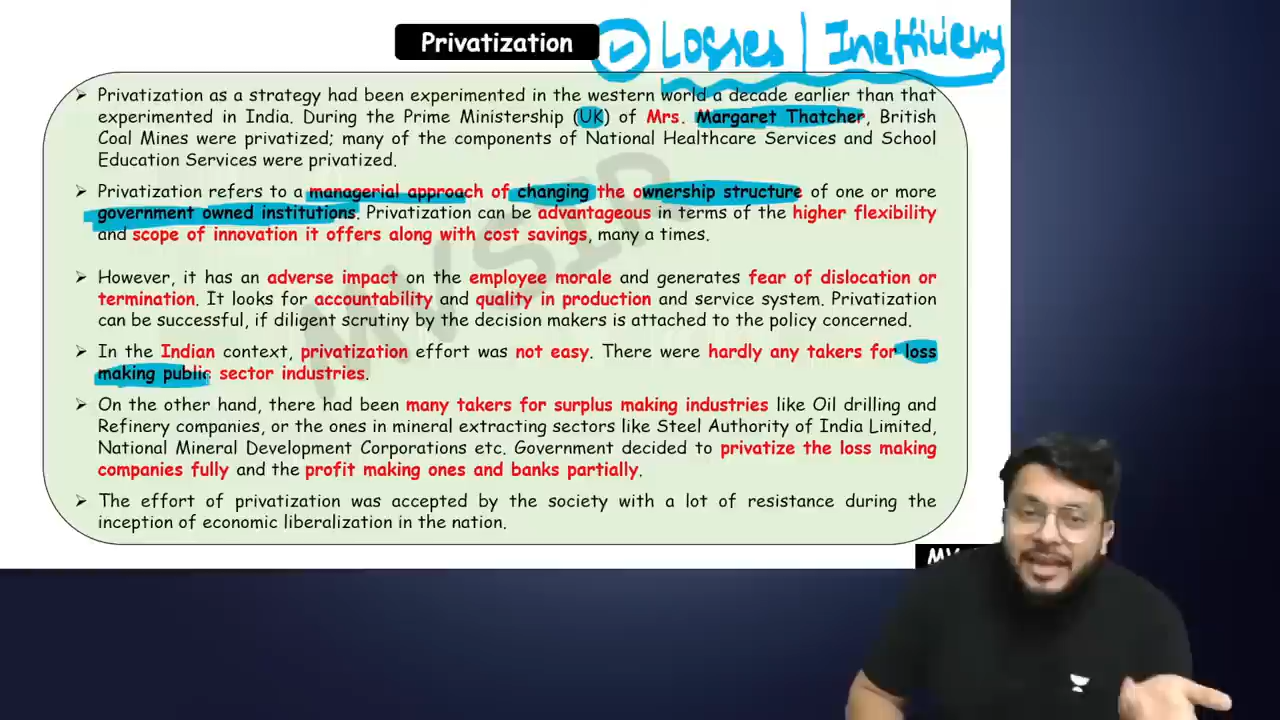 Privatization
Losses | Inefficiency
➤ Privatization as a strategy had been experimented in the western world a decade earlier than that
experimented in India. During the Prime Ministership (UK) of Mrs. Margaret Thatcher, British
Coal Mines were privatized; many of the components of National Healthcare Services and School
Education Services were privatized.
➤ Privatization refers to a managerial approach of changing the ownership structure of one or more
government owned institutions. Privatization can be advantageous in terms of the higher flexibility
and scope of innovation it offers along with cost savings, many a times.
➤ However, it has an adverse impact on the employee morale and generates fear of dislocation or
termination. It looks for accountability and quality in production and service system. Privatization
can be successful, if diligent scrutiny by the decision makers is attached to the policy concerned.
➤ In the Indian context, privatization effort was not easy. There were hardly any takers for loss
making public sector industries.
➤ On the other hand, there had been many takers for surplus making industries like Oil drilling and
Refinery companies, or the ones in mineral extracting sectors like Steel Authority of India Limited,
National Mineral Development Corporations etc. Government decided to privatize the loss making
companies fully and the profit making ones and banks partially.
➤ The effort of privatization was accepted by the society with a lot of resistance during the
inception of economic liberalization in the nation.
MVSIR